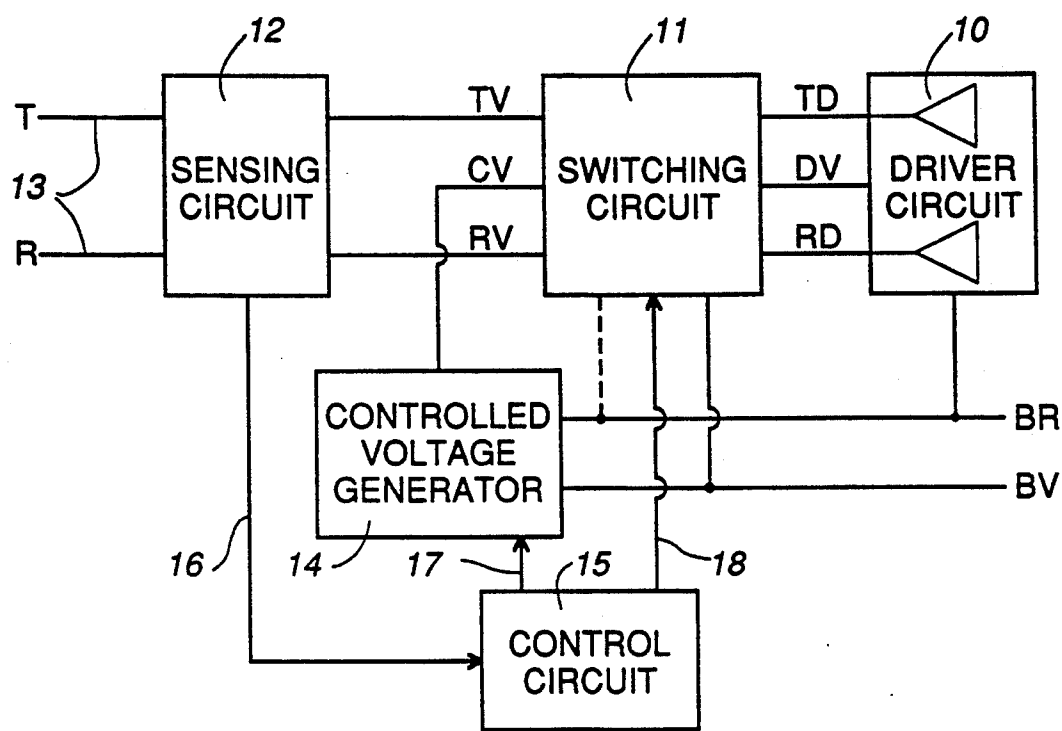 12
11
10
T
TV
TD
13
SENSING
CIRCUIT
CV
SWITCHING
CIRCUIT
DV
DRIVER
CIRCUIT
R
RV
RD
CONTROLLED
VOLTAGE
GENERATOR
BR
BV
16
14
17
15
18
CONTROL
CIRCUIT